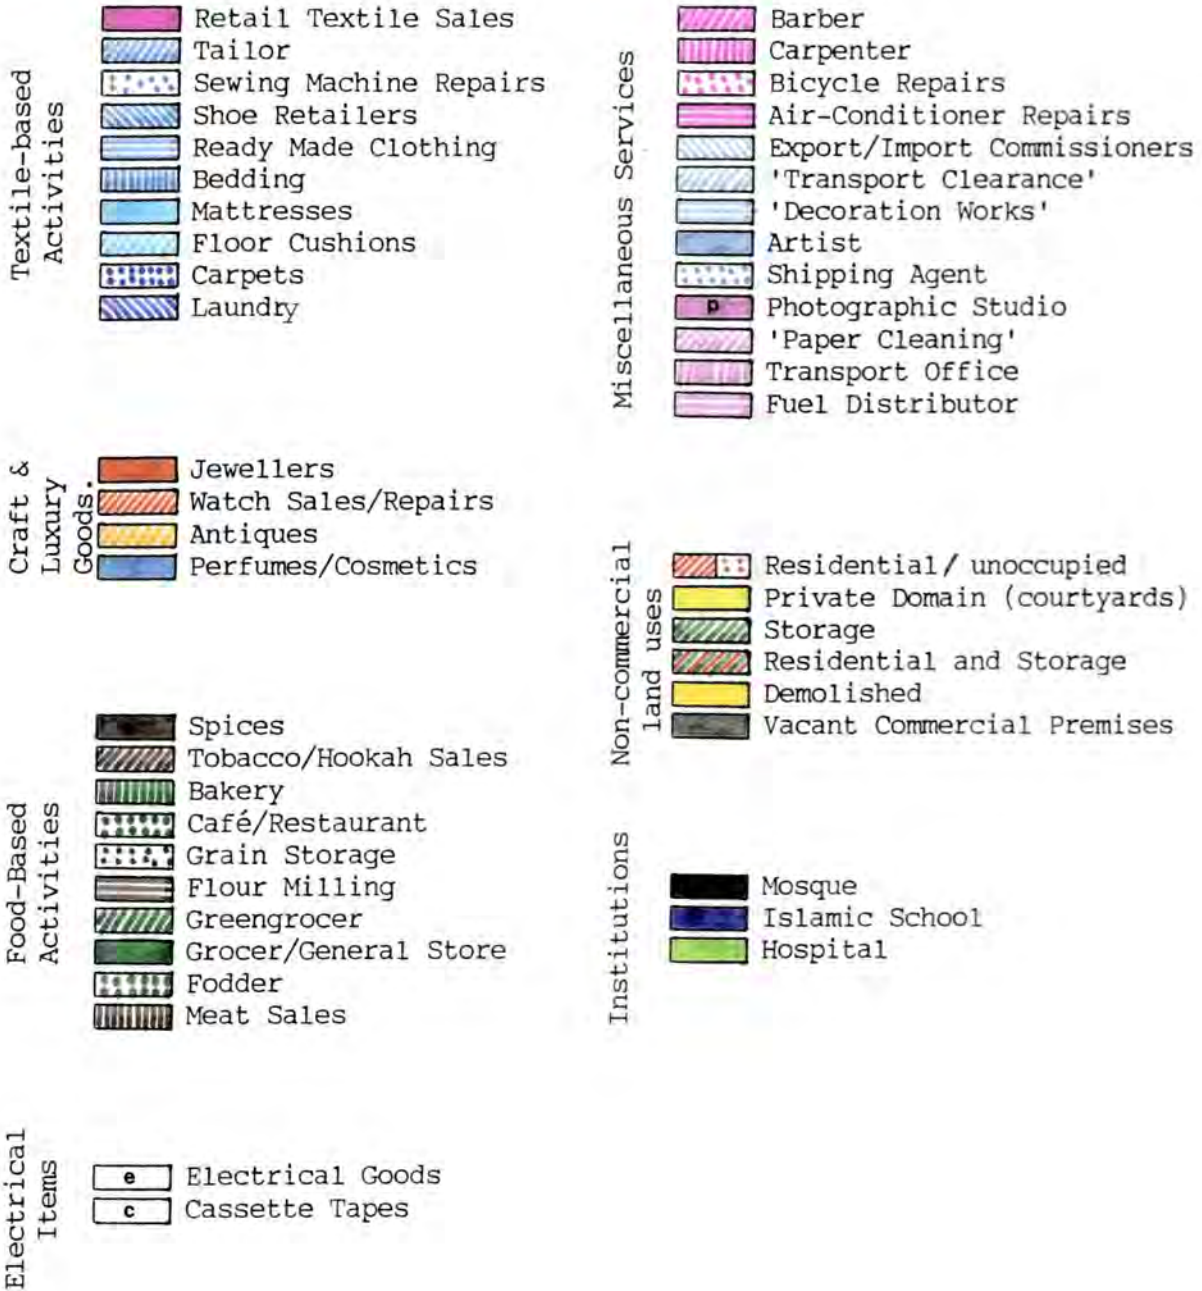 Textile-based
Activities
Retail Textile Sales
Tailor
Sewing Machine Repairs
Shoe Retailers
Ready Made Clothing
Bedding
Mattresses
Floor Cushions
Carpets
Laundry
Craft &
Luxury
Goods.
Jewellers
Watch Sales/Repairs
Antiques
Perfumes/Cosmetics
Food-Based
Activities
Spices
Tobacco/Hookah Sales
Bakery
Café/Restaurant
Grain Storage
Flour Milling
Greengrocer
Grocer/General Store
Fodder
Meat Sales
Electrical
Items
e Electrical Goods
c Cassette Tapes
Miscellaneous Services
Barber
Carpenter
Bicycle Repairs
Air-Conditioner Repairs
Export/Import Commissioners
'Transport Clearance'
'Decoration Works'
Artist
Shipping Agent
p Photographic Studio
'Paper Cleaning'
Transport Office
Fuel Distributor
Non-commercial
land uses
Residential/ unoccupied
Private Domain (courtyards)
Storage
Residential and Storage
Demolished
Vacant Commercial Premises
Institutions
Mosque
Islamic School
Hospital